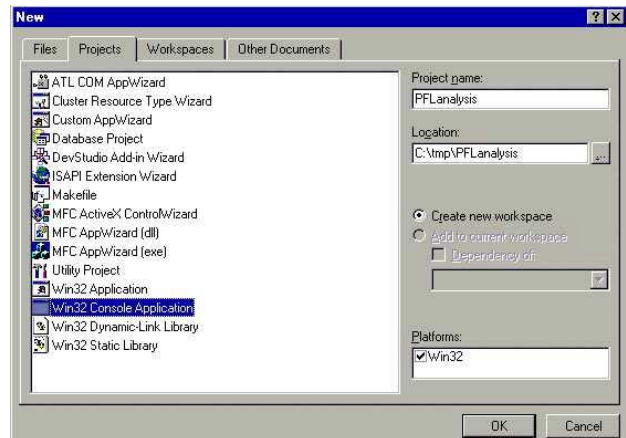 New
Files Projects Workspaces Other Documents
ATL COM AppWizard
Cluster Resource Type Wizard
Custom AppWizard
Database Project
DevStudio Add-in Wizard
ISAPI Extension Wizard
Makefile
MFC ActiveX ControlWizard
MFC AppWizard (dll)
MFC AppWizard (exe)
Utility Project
Win32 Application
Win32 Console Application
Win32 Dynamic-Link Library
Win32 Static Library
Project name:
PFLanalysis
Location:
C:\tmp\PFLanalysis
...
Create new workspace
Add to current workspace
Dependency of:
Platforms:
Win32
OK Cancel